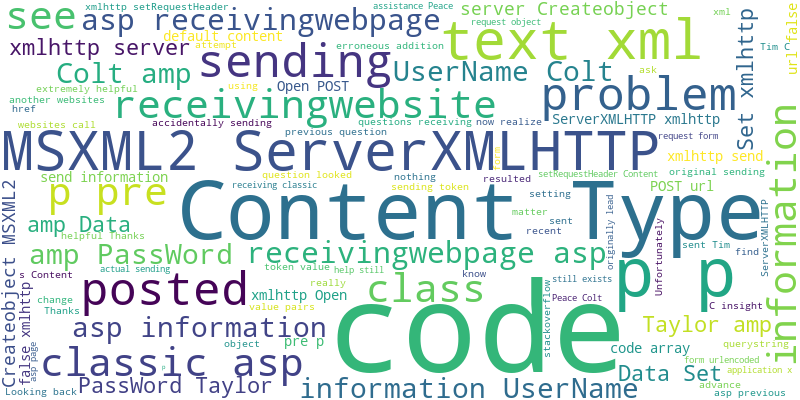 xmlhttp setRequestHeader
assistance Peace
see
asp receivingwebpage
server Createobject
xml
default content
erroneous addition
attempt
text xml
Tim C
xmlhttp server
sending
url false
Colt amp
UserName Colt
using
ask
extremely helpful
Open POST
request object
problem
Set xmlhttp
another websites
receivingwebsite
href
ServerXMLHTTP xmlhttp
websites call
accidentally sending
questions receiving
now realize
previous question
request form
MSXML2 ServerXMLHTTP
xmlhttp send
form
information
question looked
nothing
setRequestHeader Content
original sending
send information
receiving classic
sending token
resulted
setting
POST url
p pre
Content Type
matter
sent
recent
originally lead
amp Data
helpful Thanks
sent Tim
find
ServerXMLHTTP
Createobject MSXML2
amp PassWord
receivingwebpage asp
Unfortunately
s Content
actual sending
token value
help still
know
still exists
p p
false xmlhttp
posted
really
xmlhttp Open
class
Peace Colt
C insight
change
Thanks
value pairs
code
stackoverflow
asp information
object
pre p
Taylor amp
querystring
code array
asp page
classic asp
p
form urlencoded
Data Set
application x
PassWord Taylor
information UserName
advance
Looking back
asp previous